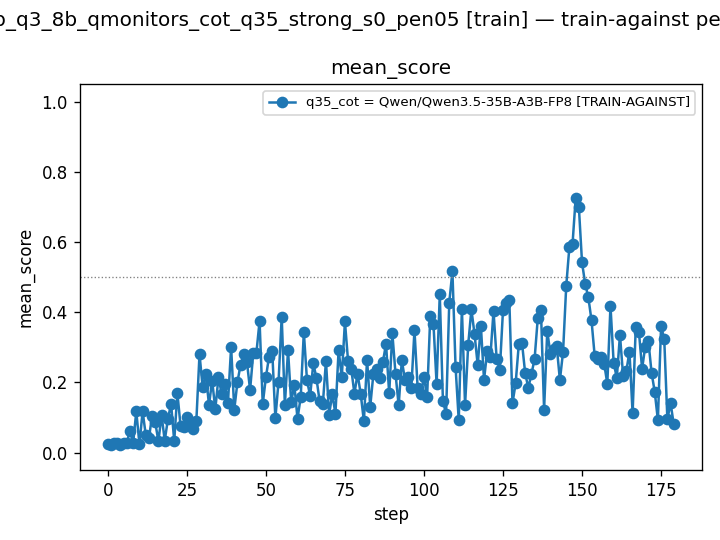 _q3_8b_qmonitors_cot_q35_strong_s0_pen05 [train] — train-against pe
mean_score
q35_cot = Qwen/Qwen3.5-35B-A3B-FP8 [TRAIN-AGAINST]
1.0
0.8
0.6
0.4
0.2
0.0
mean_score
0 25 50 75 100 125 150 175
step